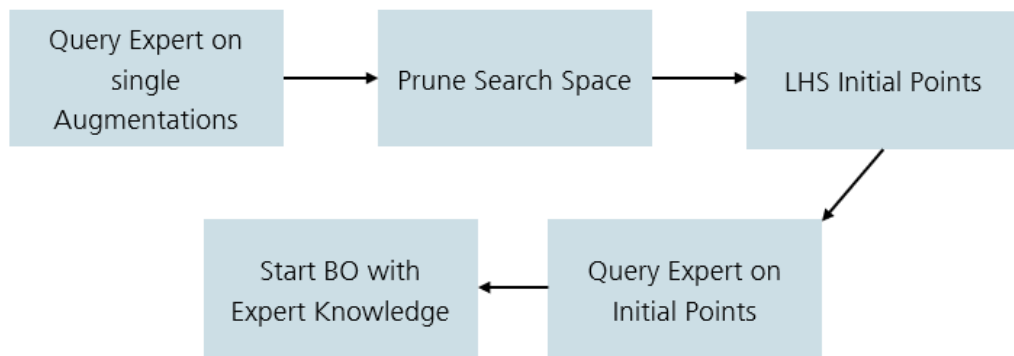 Query Expert on
single
Augmentations
Prune Search Space
LHS Initial Points
Query Expert on
Initial Points
Start BO with
Expert Knowledge